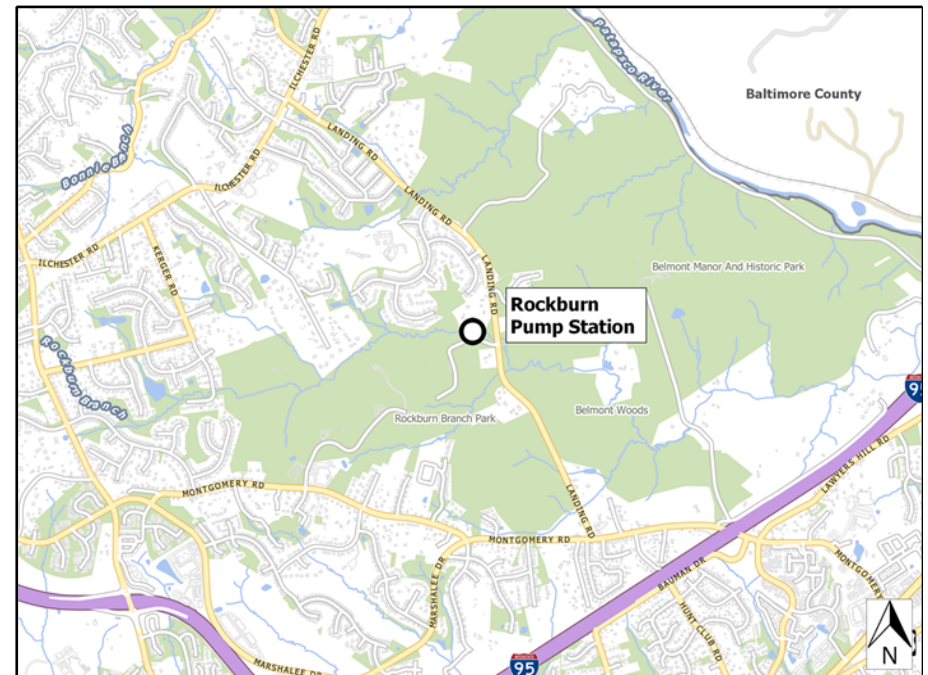 ILCHESTER RD
Patapsco River
Baltimore County
LANDING RD
Bonnie Branch
ILCHESTER RD
LANDING RD
ILCHESTER RD
KERGER RD
LANDING RD
Belmont Manor And Historic Park
Rockburn
Pump Station
Rockburn Branch
95
Rockburn Branch Park
Belmont Woods
LAWYERS HILL RD
MONTGOMERY RD
LANDING RD
MONTGOMERY RD
MONTGOMERY
BAUMAN DR
MARSHALEE DR
HUNT CLUB RD
N
MARSHALEE DR
95